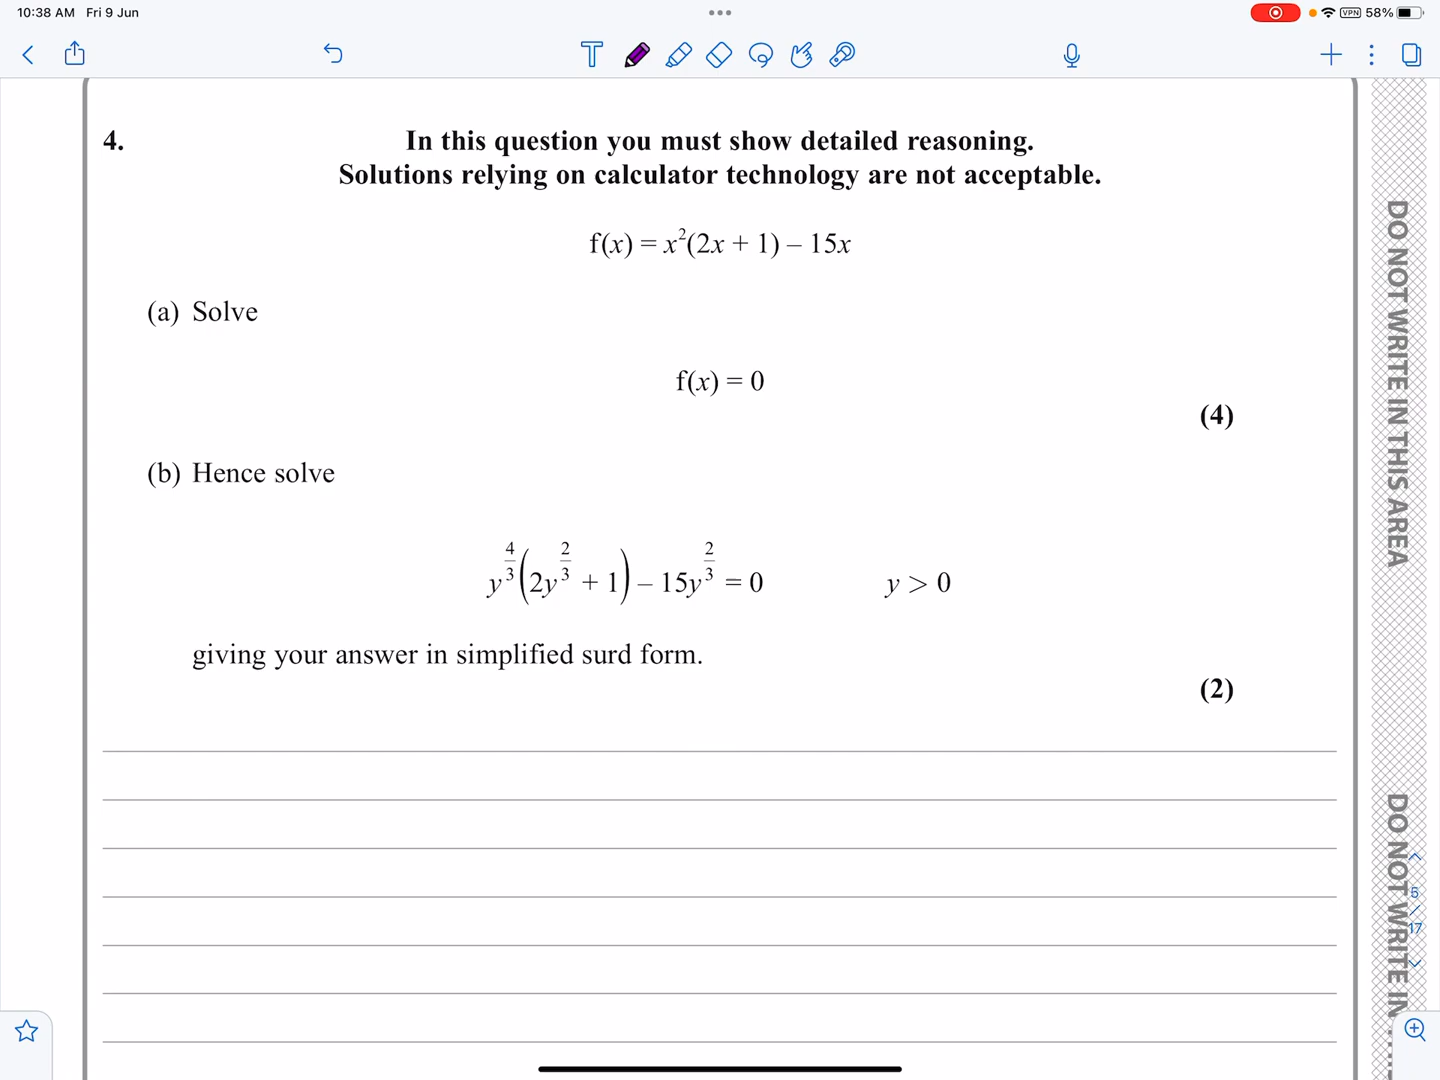 10:38 AM Fri 9 Jun
VPN 58%
4. In this question you must show detailed reasoning.
Solutions relying on calculator technology are not acceptable.
f(x) = x²(2x + 1) – 15x
(a) Solve
f(x) = 0
(4)
(b) Hence solve
y^(4/3)(2y^(2/3) + 1) – 15y^(2/3) = 0 y > 0
giving your answer in simplified surd form.
(2)
DO NOT WRITE IN THIS AREA
DO NOT WRITE IN
5
/
17